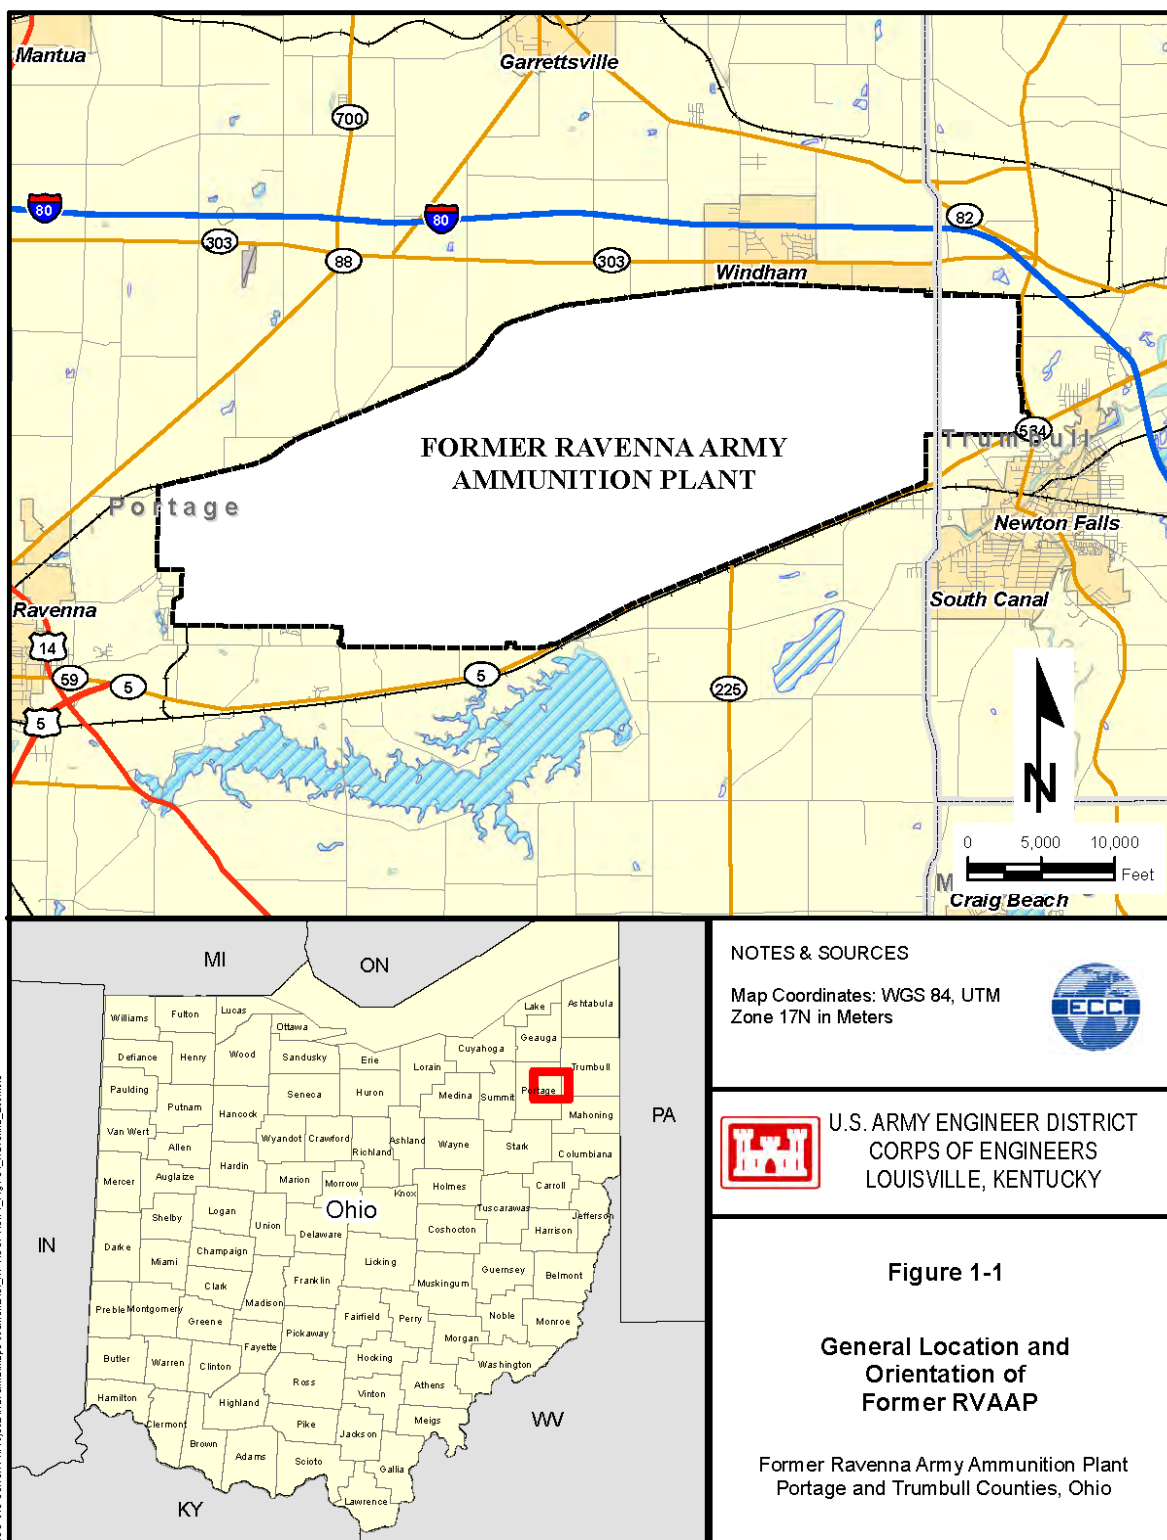 Mantua
Garrettsville
700
80
80
303
88
303
82
Windham
FORMER RAVENNA ARMY
AMMUNITION PLANT
534
Trumbull
Portage
Newton Falls
South Canal
Ravenna
14
59
5
5
5
225
N
0 5,000 10,000
Feet
M
Craig Beach
MI
ON
PA
IN
WV
KY
Ohio
Williams
Fulton
Lucas
Ottawa
Lake
Ashtabula
Geauga
Cuyahoga
Defiance
Henry
Wood
Sandusky
Erie
Lorain
Trumbull
Paulding
Putnam
Hancock
Seneca
Huron
Medina
Summit
Portage
Mahoning
Van Wert
Allen
Wyandot
Crawford
Richland
Ashland
Wayne
Stark
Columbiana
Mercer
Auglaize
Hardin
Marion
Morrow
Knox
Holmes
Carroll
Tuscarawas
Jefferson
Shelby
Logan
Union
Delaware
Coshocton
Harrison
Darke
Miami
Champaign
Licking
Guernsey
Belmont
Clark
Franklin
Muskingum
Preble
Montgomery
Greene
Madison
Pickaway
Fairfield
Perry
Noble
Monroe
Morgan
Washington
Butler
Warren
Clinton
Fayette
Hocking
Athens
Ross
Vinton
Hamilton
Clermont
Highland
Pike
Jackson
Meigs
Brown
Adams
Scioto
Gallia
Lawrence
NOTES & SOURCES
Map Coordinates: WGS 84, UTM
Zone 17N in Meters
ECC
U.S. ARMY ENGINEER DISTRICT
CORPS OF ENGINEERS
LOUISVILLE, KENTUCKY
Figure 1-1
General Location and
Orientation of
Former RVAAP
Former Ravenna Army Ammunition Plant
Portage and Trumbull Counties, Ohio